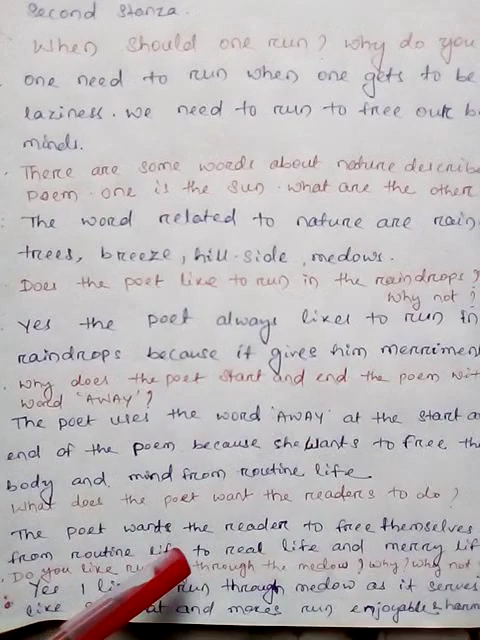 Second Stanza.
When should one run? why do you
one need to run when one gets to be
laziness. we need to run to free our b
minds.
There are some words about nature describe
poem. one is the sun. what are the other
The word related to nature are rain
trees, breeze, hill-side, medows.
Does the poet like to run in the raindrops?
why not?
Yes the poet always likes to run in
raindrops because it gives him merrimen
why does the poet start and end the poem wit
word 'AWAY'?
The poet uses the word 'AWAY' at the start a
end of the poem because she wants to free th
body and mind from routine life
What does the poet want the readers to do?
The poet wants the reader to free themselves
from routine life to real life and merry lif
Do you like ru through the medow? why? why not
Yes I li run through medow as it serves
like at and makes run enjoyable &